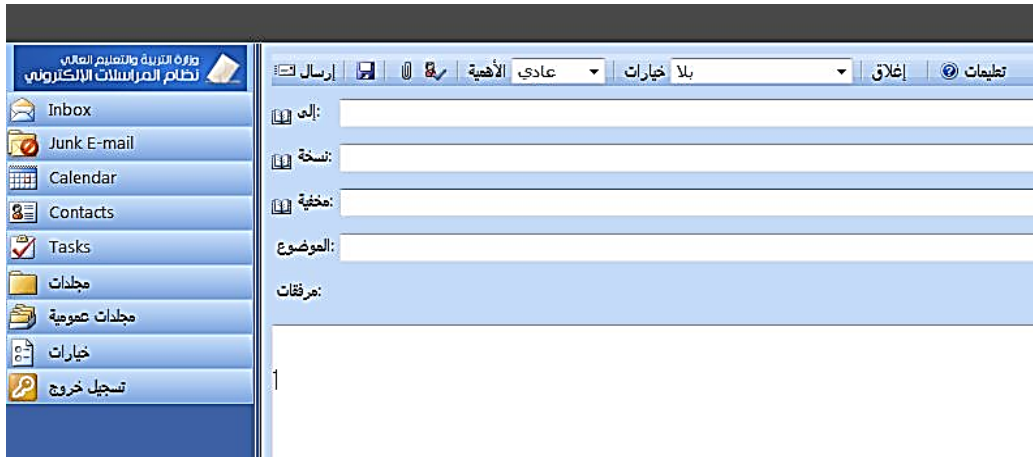 وزارة التربية والتعليم العالي
نظام المراسلات الإلكتروني
Inbox
Junk E-mail
Calendar
Contacts
Tasks
مجلدات
مجلدات عمومية
خيارات
تسجيل خروج
إرسال الأهمية عادي خيارات بلا إغلاق تعليمات
إلى:
نسخة:
مخفية:
الموضوع:
مرفقات: